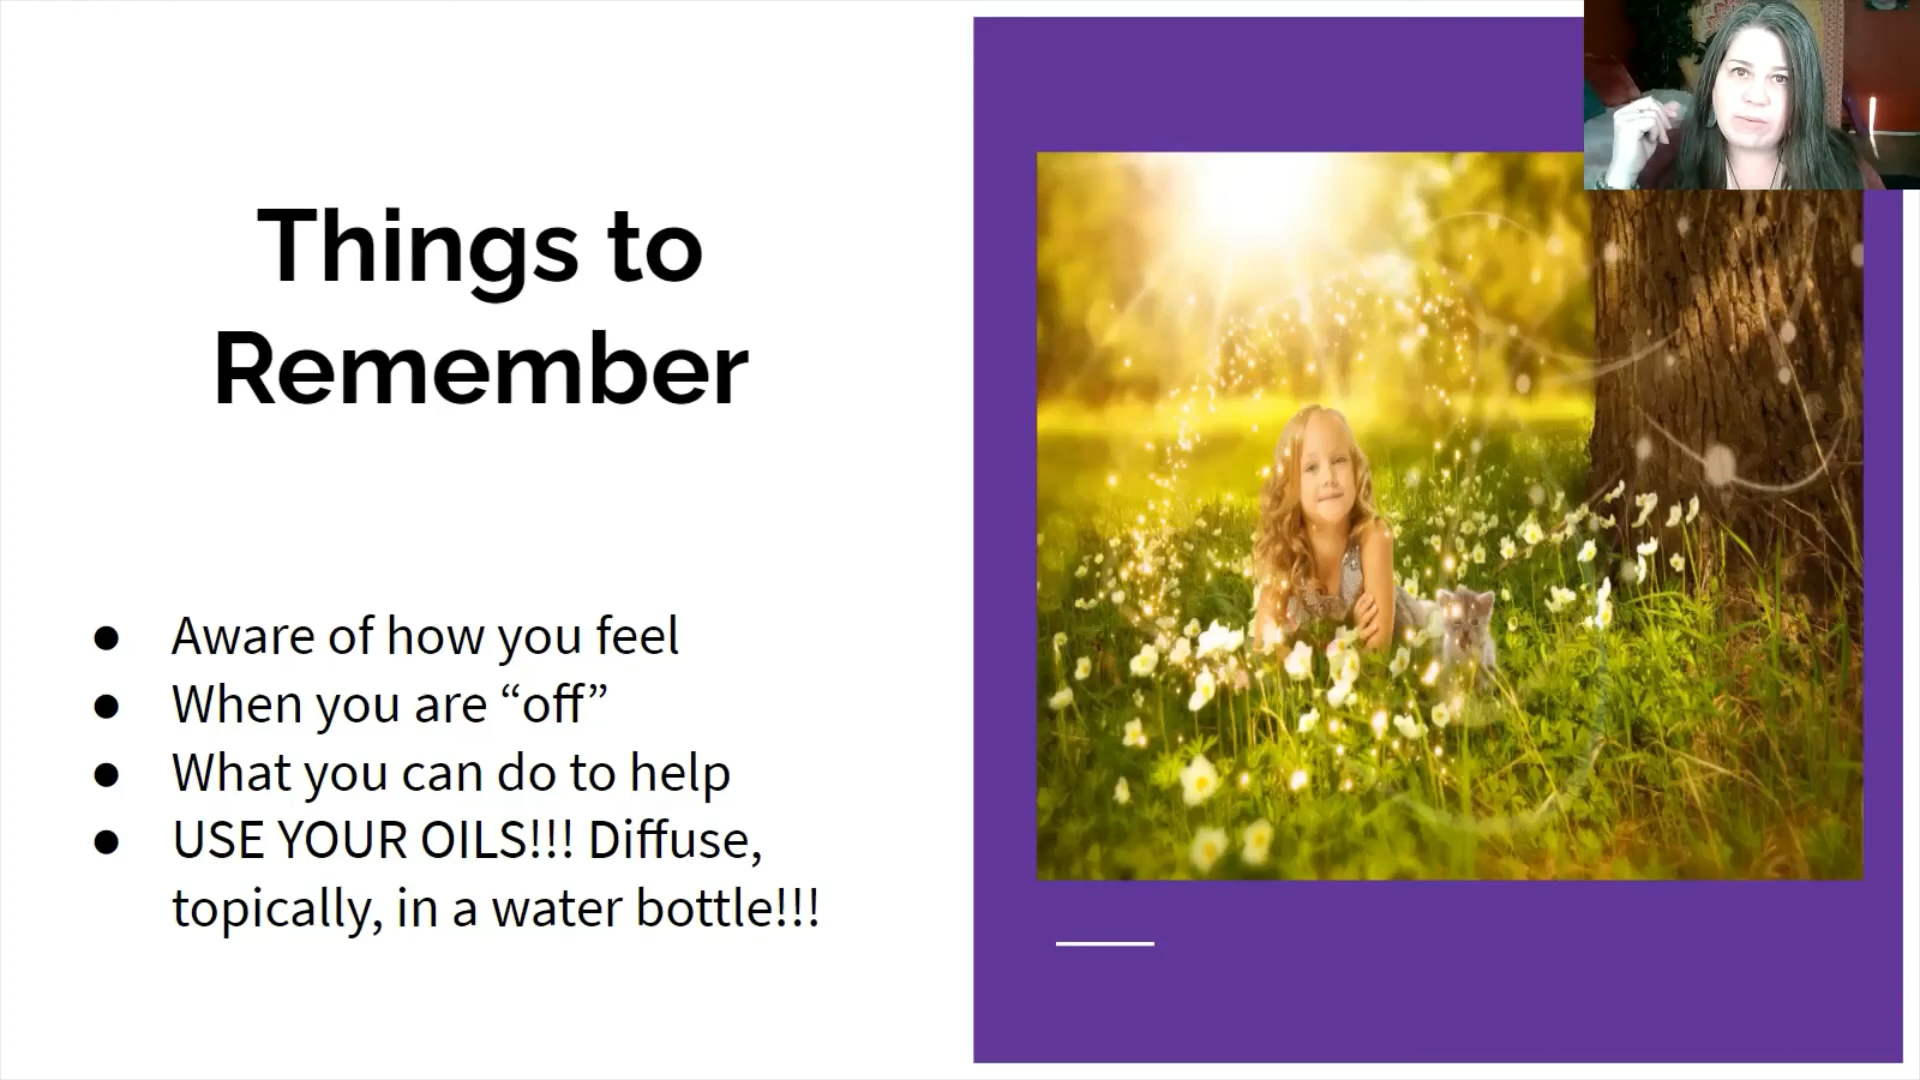 Things to
Remember
● Aware of how you feel
● When you are “off”
● What you can do to help
● USE YOUR OILS!!! Diffuse,
topically, in a water bottle!!!